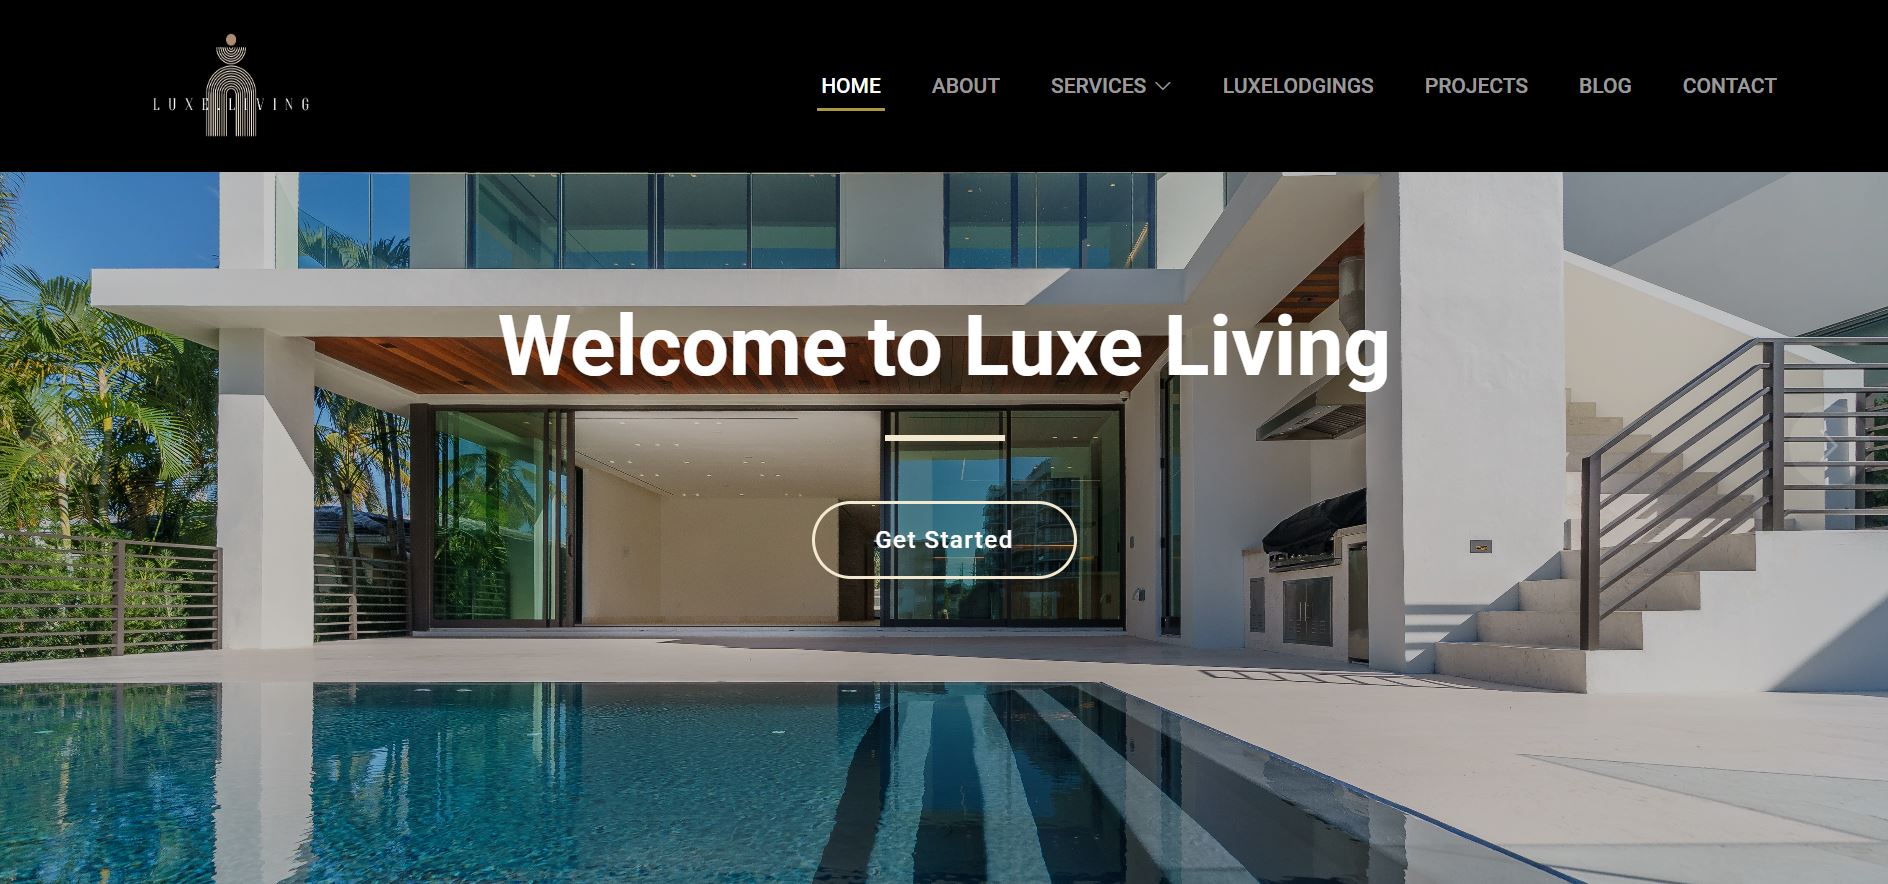 LUXE.LIVING
HOME ABOUT SERVICES LUXELODGINGS PROJECTS BLOG CONTACT
Welcome to Luxe Living
Get Started